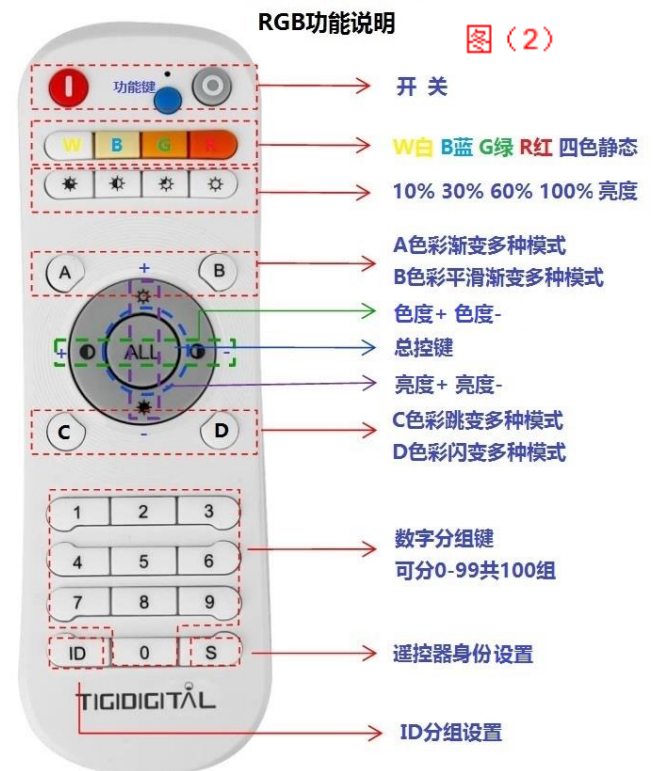 RGB功能说明
图（2）
功能键
开 关
W B G R
W白 B蓝 G绿 R红 四色静态
10% 30% 60% 100% 亮度
A B
A色彩渐变多种模式
B色彩平滑渐变多种模式
+
色度+ 色度-
+ ALL -
总控键
亮度+ 亮度-
-
C D
C色彩跳变多种模式
D色彩闪变多种模式
1 2 3
4 5 6
7 8 9
数字分组键
可分0-99共100组
ID 0 S
遥控器身份设置
TIGIDIGITAL
ID分组设置